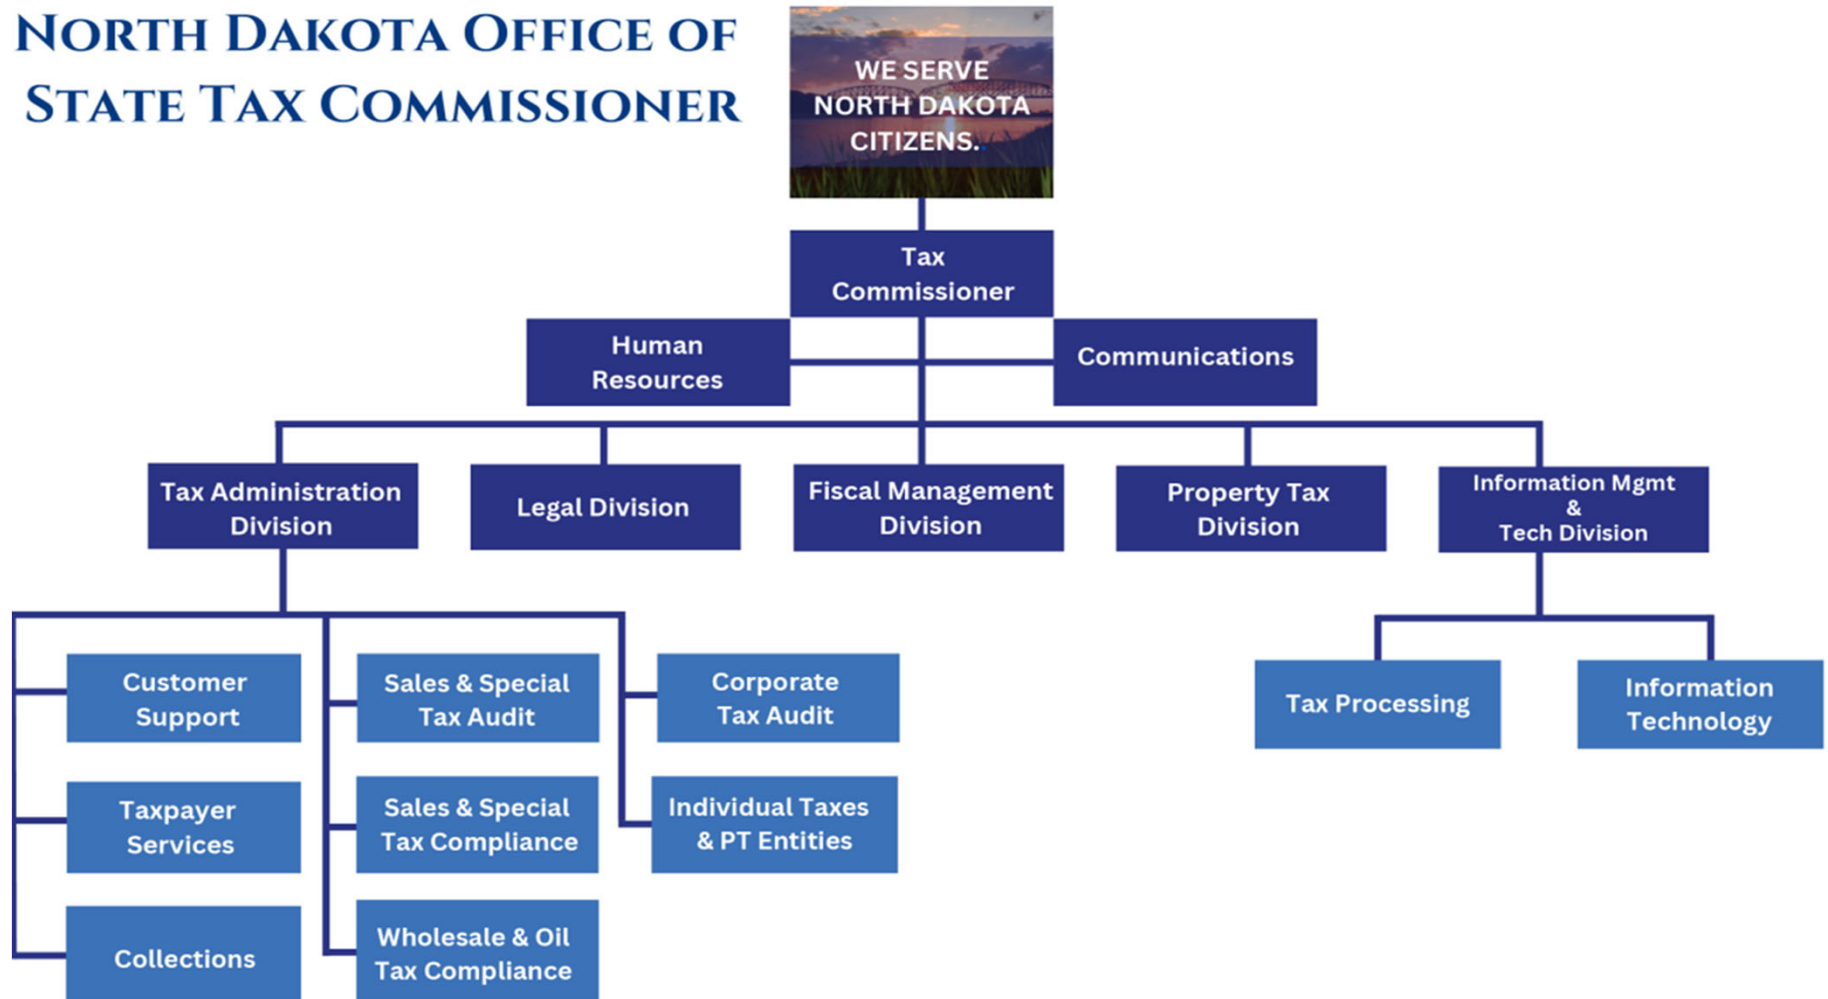 NORTH DAKOTA OFFICE OF
STATE TAX COMMISSIONER
WE SERVE
NORTH DAKOTA
CITIZENS..
Tax
Commissioner
Human
Resources
Communications
Tax Administration
Division
Legal Division
Fiscal Management
Division
Property Tax
Division
Information Mgmt
&
Tech Division
Customer
Support
Sales & Special
Tax Audit
Corporate
Tax Audit
Tax Processing
Information
Technology
Taxpayer
Services
Sales & Special
Tax Compliance
Individual Taxes
& PT Entities
Collections
Wholesale & Oil
Tax Compliance